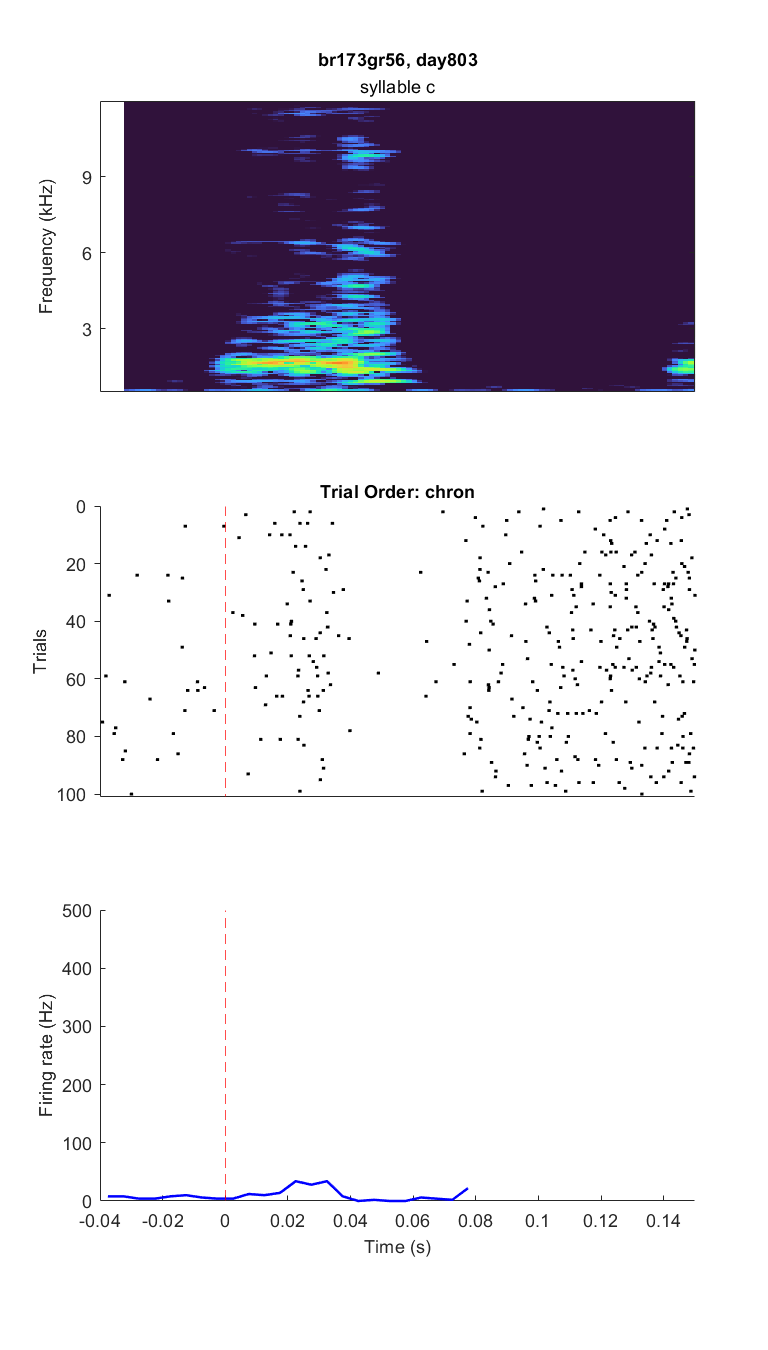 br173gr56, day803
syllable c
9
6
3
Frequency (kHz)
Trial Order: chron
0
20
40
60
80
100
Trials
500
400
300
200
100
0
Firing rate (Hz)
-0.04 -0.02 0 0.02 0.04 0.06 0.08 0.1 0.12 0.14
Time (s)